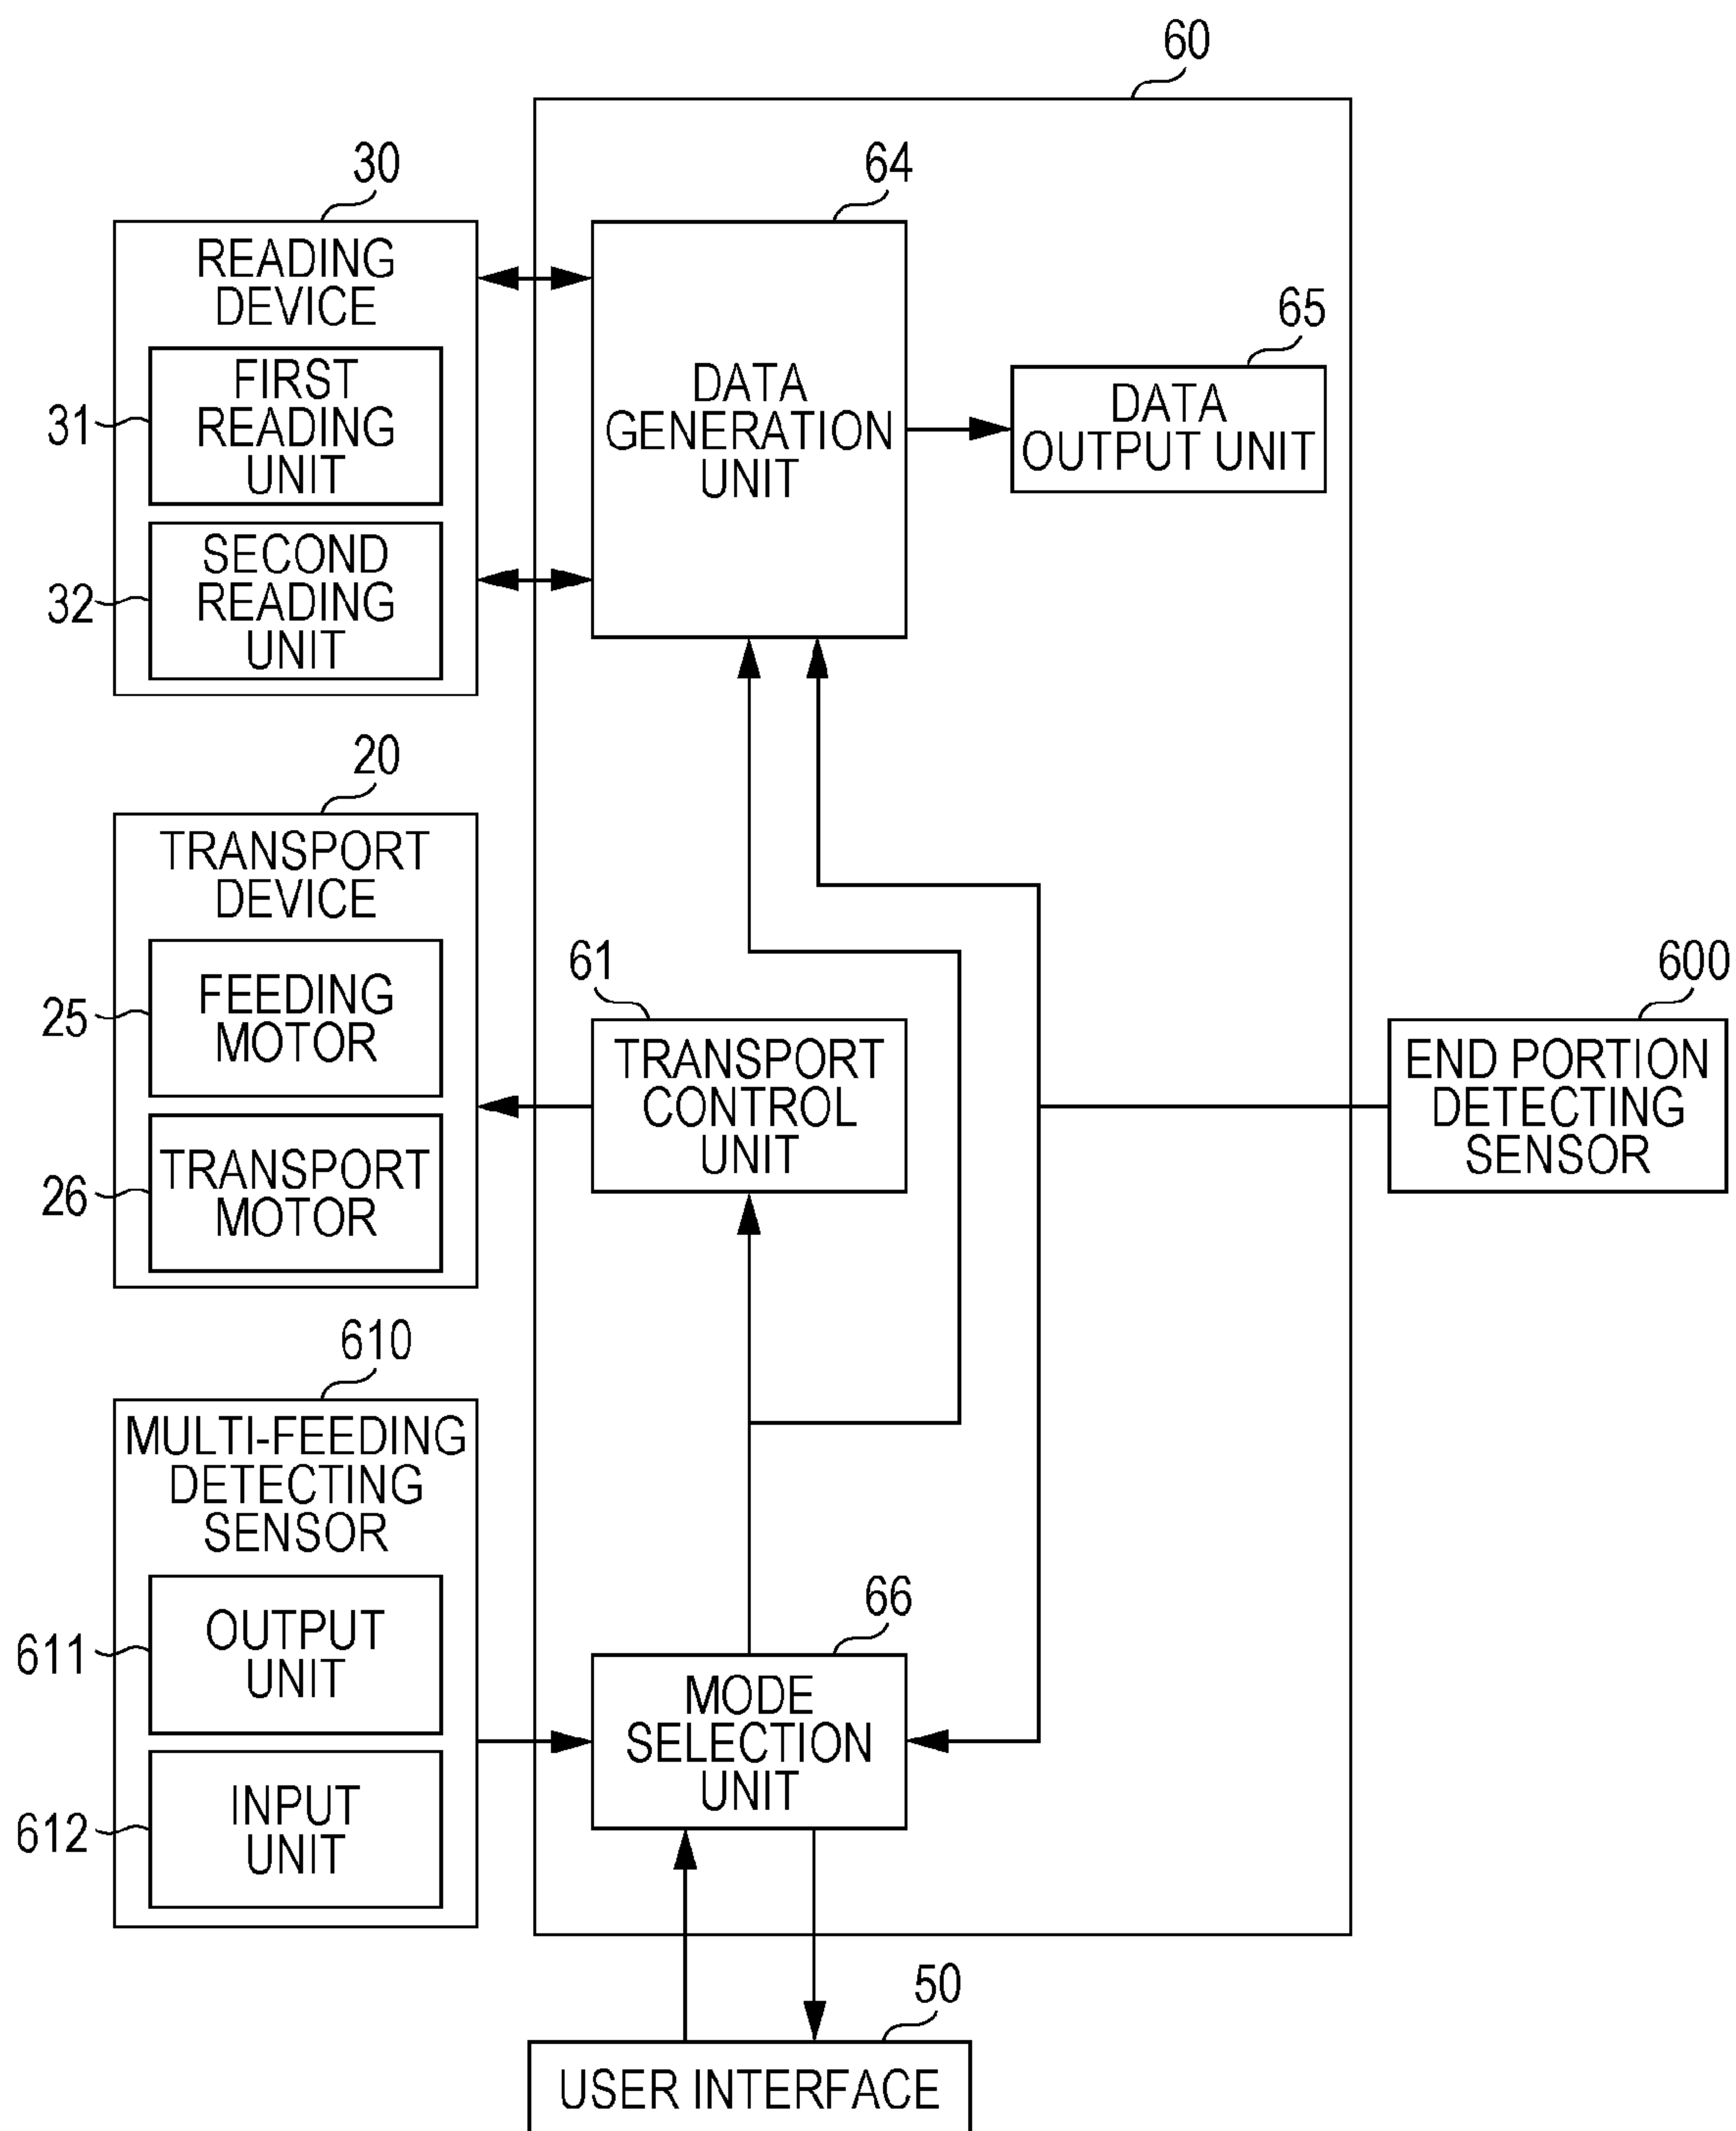 60
30
READING
DEVICE
31
FIRST
READING
UNIT
32
SECOND
READING
UNIT
64
DATA
GENERATION
UNIT
65
DATA
OUTPUT UNIT
20
TRANSPORT
DEVICE
25
FEEDING
MOTOR
26
TRANSPORT
MOTOR
61
TRANSPORT
CONTROL
UNIT
600
END PORTION
DETECTING
SENSOR
610
MULTI-FEEDING
DETECTING
SENSOR
611
OUTPUT
UNIT
612
INPUT
UNIT
66
MODE
SELECTION
UNIT
50
USER INTERFACE